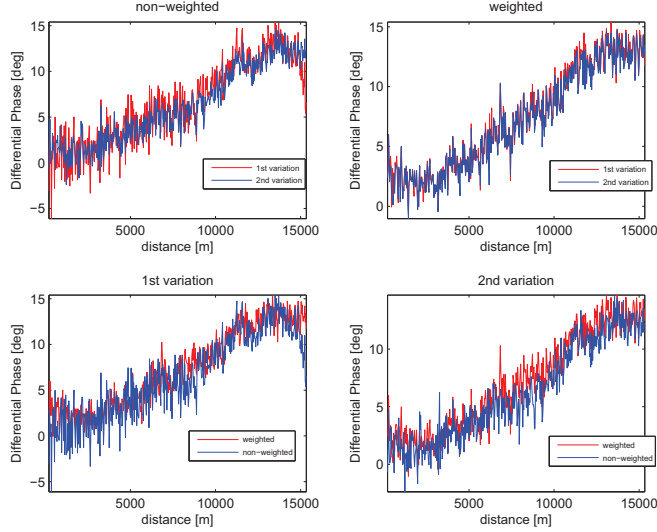 non-weighted
15
10
5
0
−5
Differential Phase [deg]
1st variation
2nd variation
5000
10000
15000
distance [m]
weighted
15
10
5
0
Differential Phase [deg]
1st variation
2nd variation
5000
10000
15000
distance [m]
1st variation
15
10
5
0
−5
Differential Phase [deg]
weighted
non-weighted
5000
10000
15000
distance [m]
2nd variation
10
5
0
Differential Phase [deg]
weighted
non-weighted
5000
10000
15000
distance [m]